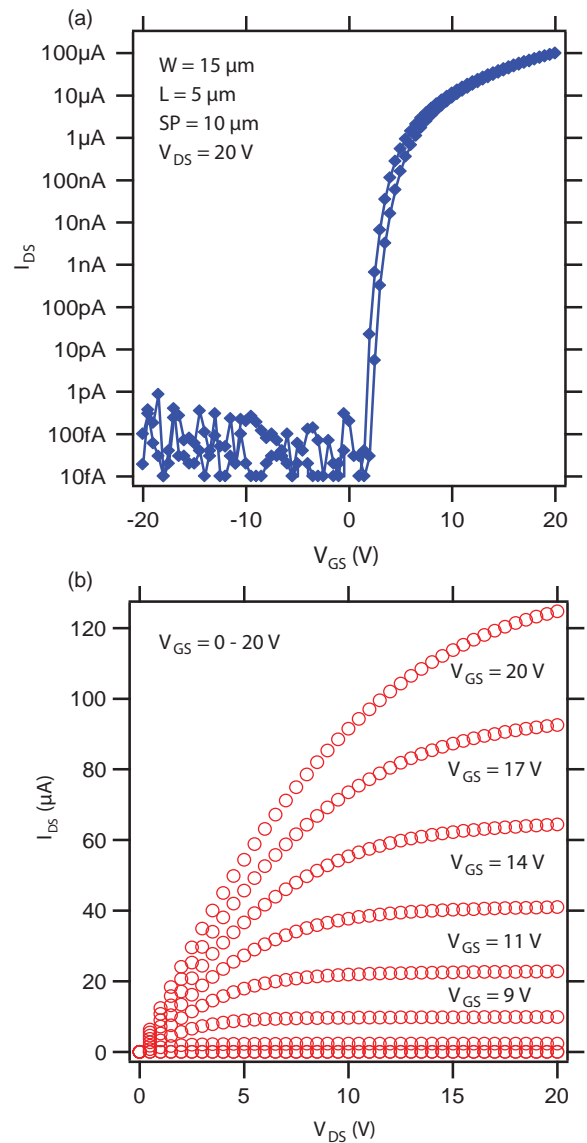 (a)
100µA
10µA
1µA
100nA
10nA
1nA
100pA
10pA
1pA
100fA
10fA
I_DS
W = 15 µm
L = 5 µm
SP = 10 µm
V_DS = 20 V
-20 -10 0 10 20
V_GS (V)
(b)
120
100
80
60
40
20
0
I_DS (µA)
V_GS = 0 - 20 V
V_GS = 20 V
V_GS = 17 V
V_GS = 14 V
V_GS = 11 V
V_GS = 9 V
0 5 10 15 20
V_DS (V)